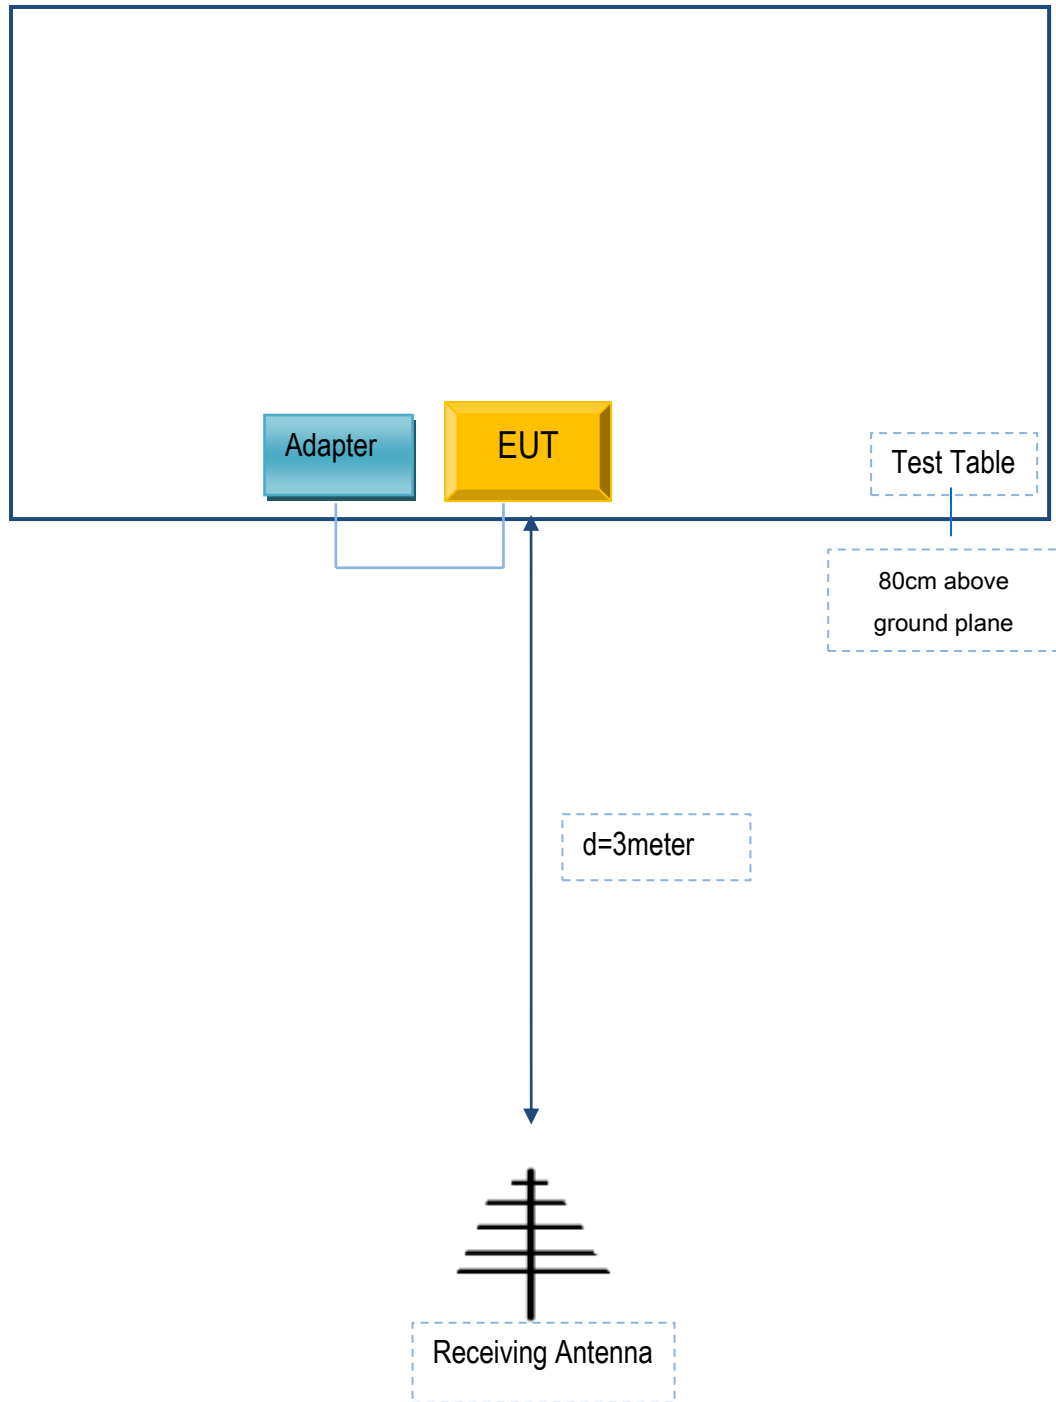 Adapter
EUT
Test Table
80cm above
ground plane
d=3meter
Receiving Antenna